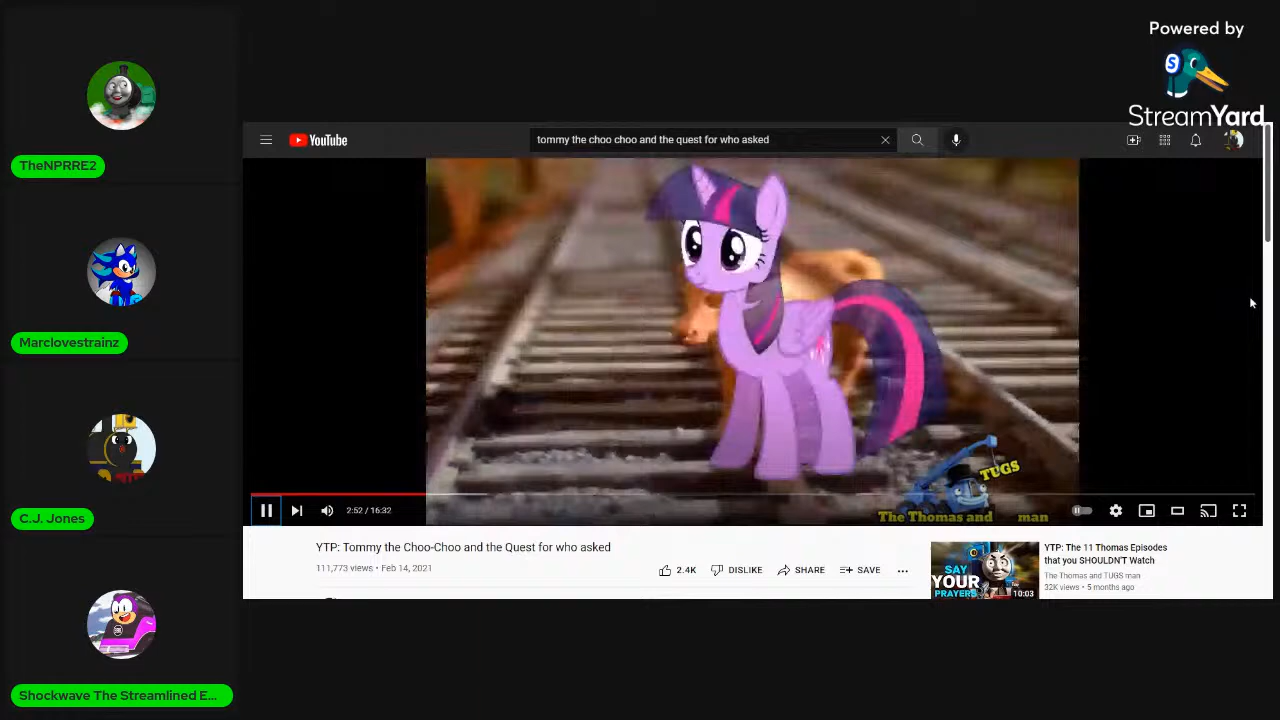 Powered by
StreamYard
TheNPRRE2
Marclovestrainz
C.J. Jones
Shockwave The Streamlined E...
YouTube
tommy the choo choo and the quest for who asked
TUGS
The Thomas and man
2:52 / 16:32
YTP: Tommy the Choo-Choo and the Quest for who asked
111,773 views • Feb 14, 2021
2.4K
DISLIKE
SHARE
SAVE
SAY
YOUR
PRAYERS
10:03
YTP: The 11 Thomas Episodes
that you SHOULDN'T Watch
The Thomas and TUGS man
32K views • 5 months ago